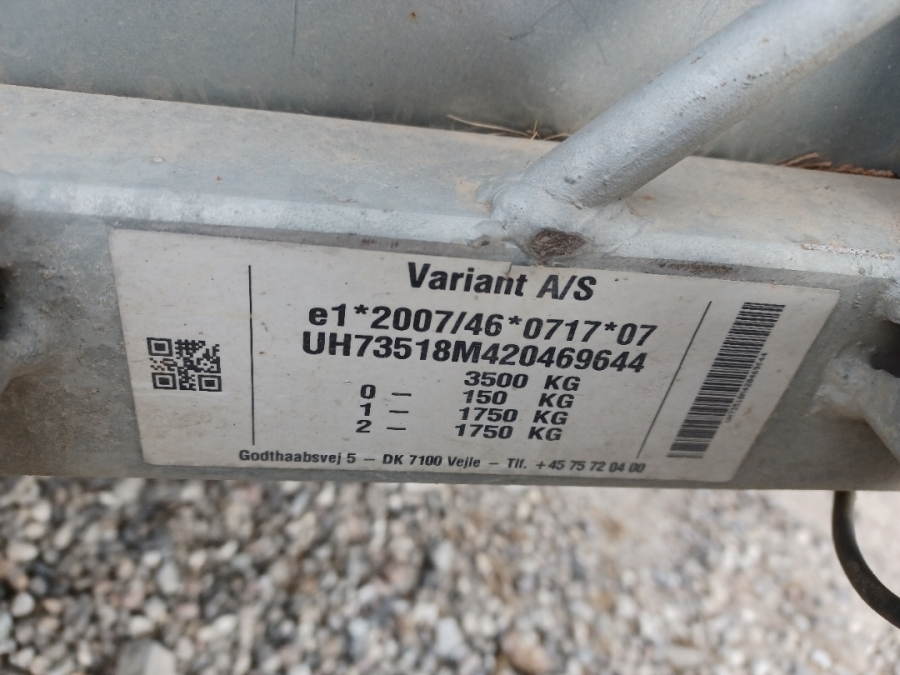 Variant A/S
e1*2007/46*0717*07
UH73518M420469644
3500 KG
0 – 150 KG
1 – 1750 KG
2 – 1750 KG
Godthaabsvej 5 – DK 7100 Vejle – Tlf. +45 75 72 04 00